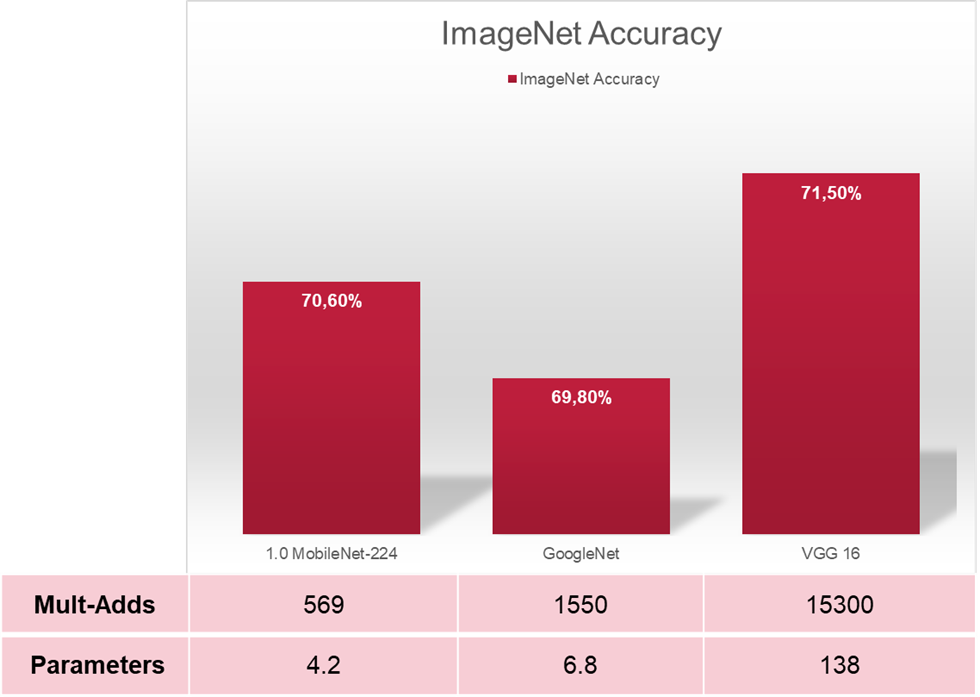 ImageNet Accuracy
ImageNet Accuracy
71,50%
70,60%
69,80%
1.0 MobileNet-224 GoogleNet VGG 16
Mult-Adds 569 1550 15300
Parameters 4.2 6.8 138